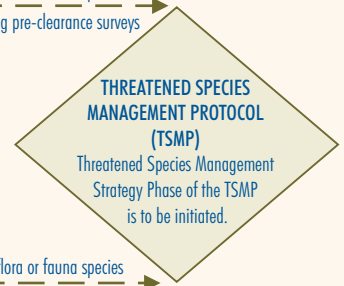 g pre-clearance surveys
THREATENED SPECIES
MANAGEMENT PROTOCOL
(TSMP)
Threatened Species Management
Strategy Phase of the TSMP
is to be initiated.
flora or fauna species